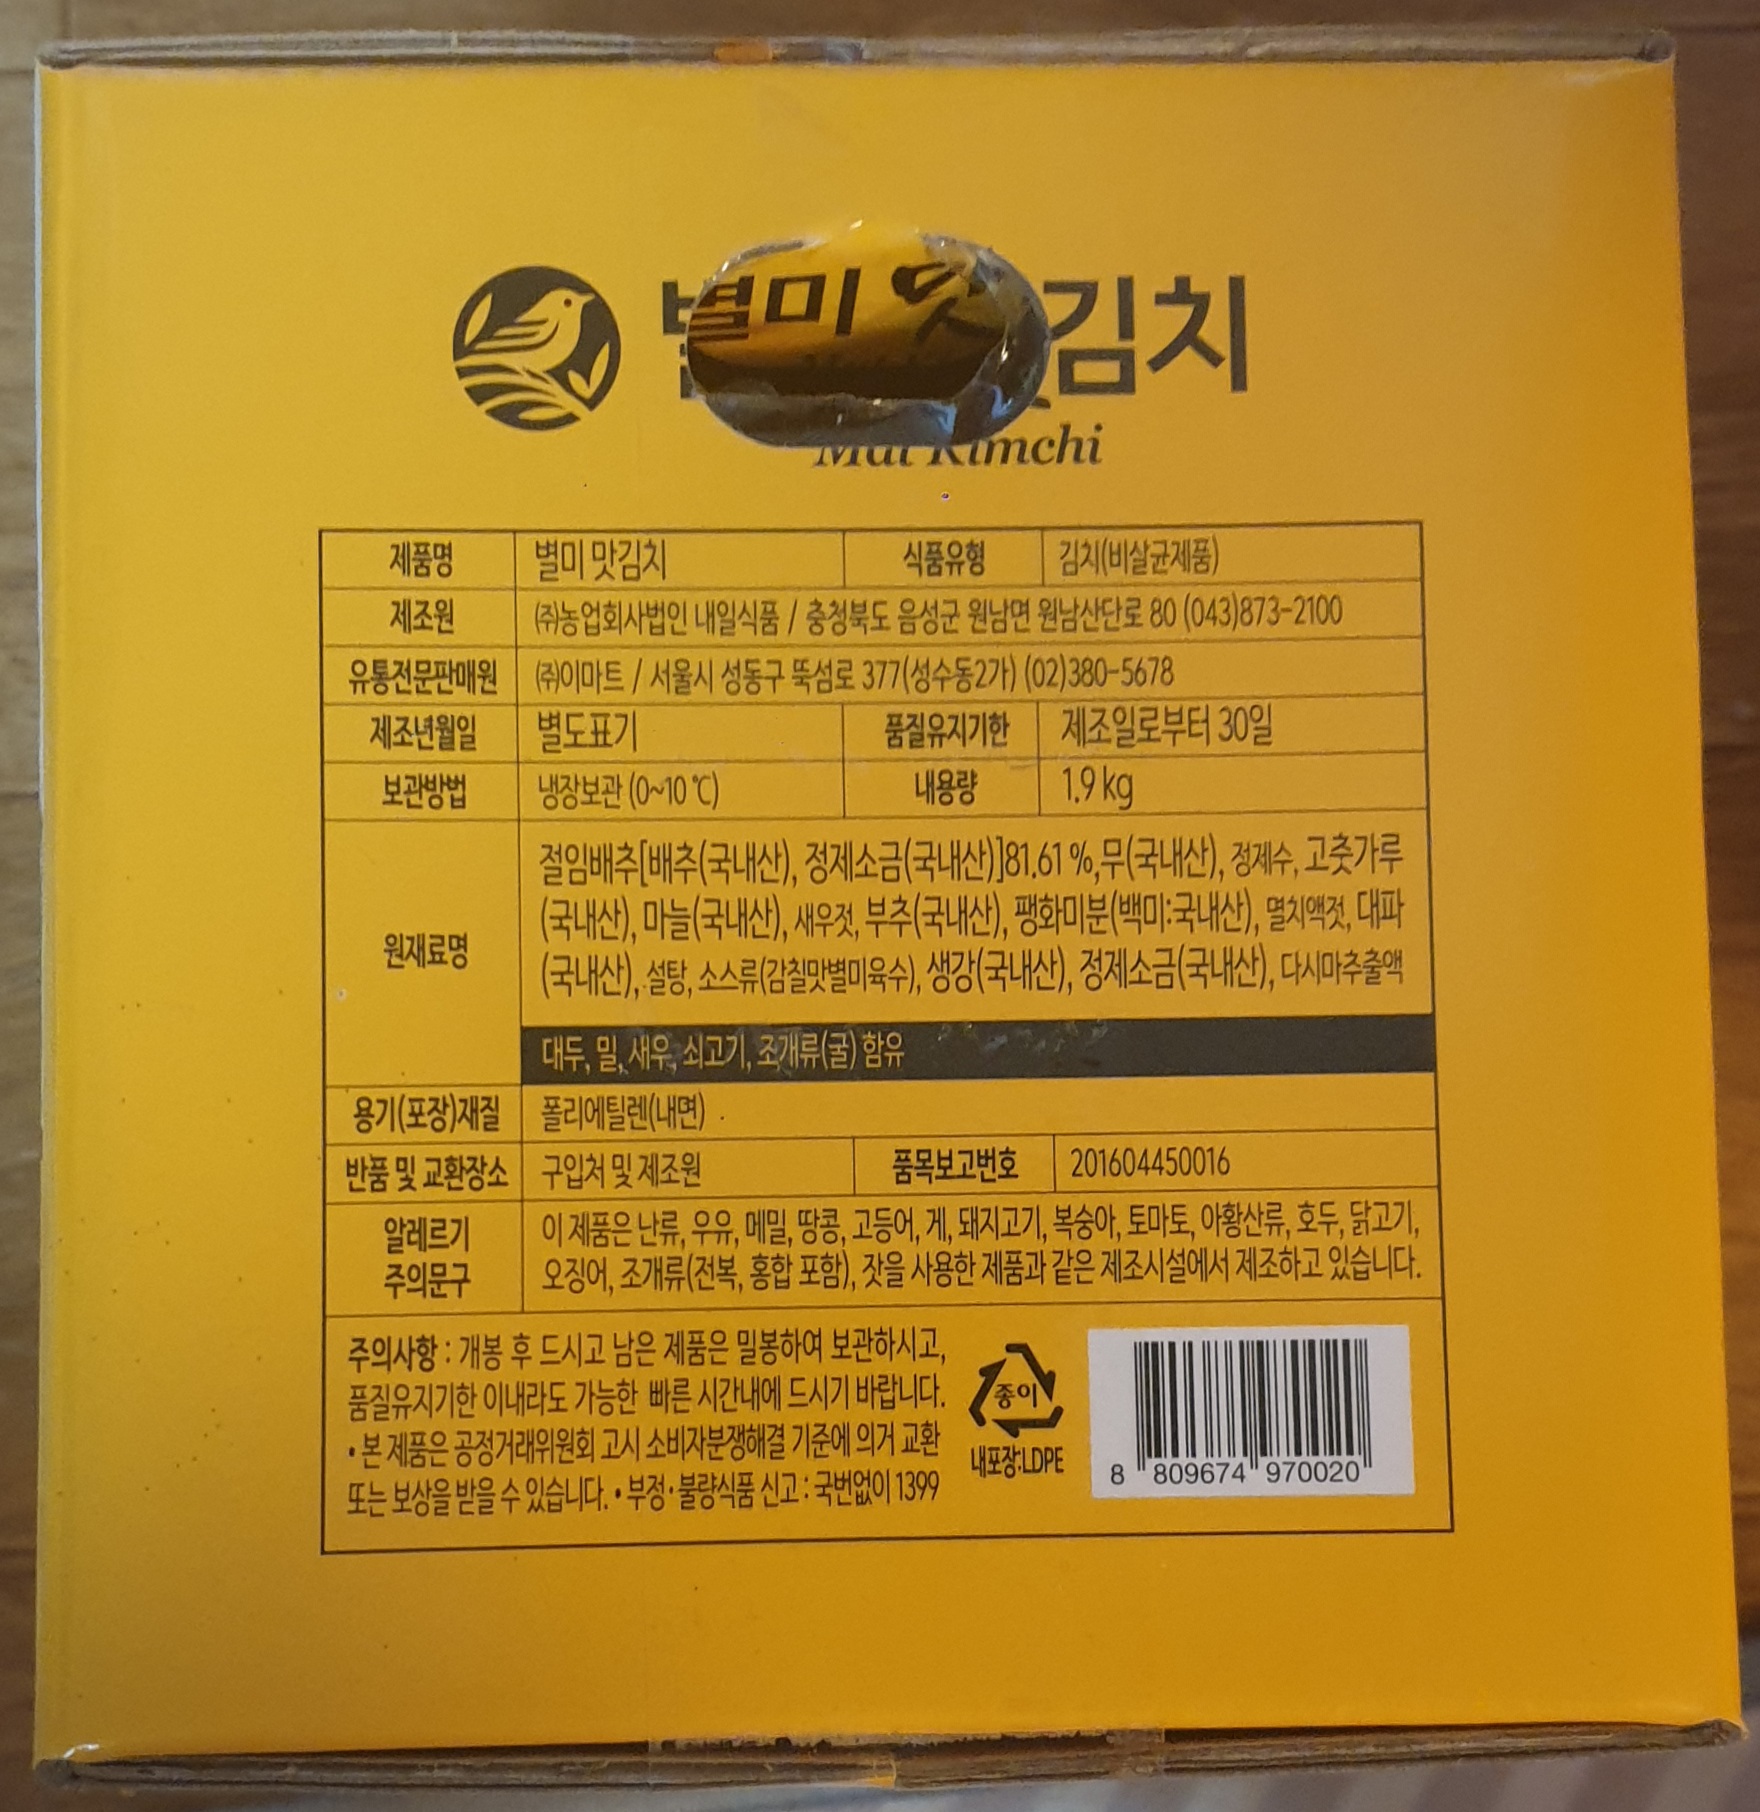 별미 맛김치
Mat Kimchi
제품명 별미 맛김치 식품유형 김치(비살균제품)
제조원 ㈜농업회사법인 내일식품 / 충청북도 음성군 원남면 원남산단로 80 (043)873-2100
유통전문판매원 ㈜이마트 / 서울시 성동구 뚝섬로 377(성수동2가) (02)380-5678
제조년월일 별도표기 품질유지기한 제조일로부터 30일
보관방법 냉장보관 (0~10 ℃) 내용량 1.9 kg
원재료명
절임배추[배추(국내산), 정제소금(국내산)]81.61 %,무(국내산), 정제수, 고춧가루
(국내산), 마늘(국내산), 새우젓, 부추(국내산), 팽화미분(백미:국내산), 멸치액젓, 대파
(국내산), 설탕, 소스류(감칠맛별미육수), 생강(국내산), 정제소금(국내산), 다시마추출액
대두, 밀, 새우, 쇠고기, 조개류(굴) 함유
용기(포장)재질 폴리에틸렌(내면)
반품 및 교환장소 구입처 및 제조원 품목보고번호 201604450016
알레르기
주의문구
이 제품은 난류, 우유, 메밀, 땅콩, 고등어, 게, 돼지고기, 복숭아, 토마토, 아황산류, 호두, 닭고기,
오징어, 조개류(전복, 홍합 포함), 잣을 사용한 제품과 같은 제조시설에서 제조하고 있습니다.
주의사항 : 개봉 후 드시고 남은 제품은 밀봉하여 보관하시고,
품질유지기한 이내라도 가능한 빠른 시간내에 드시기 바랍니다.
• 본 제품은 공정거래위원회 고시 소비자분쟁해결 기준에 의거 교환
또는 보상을 받을 수 있습니다. • 부정·불량식품 신고 : 국번없이 1399
종이
내포장:LDPE
8 809674 970020